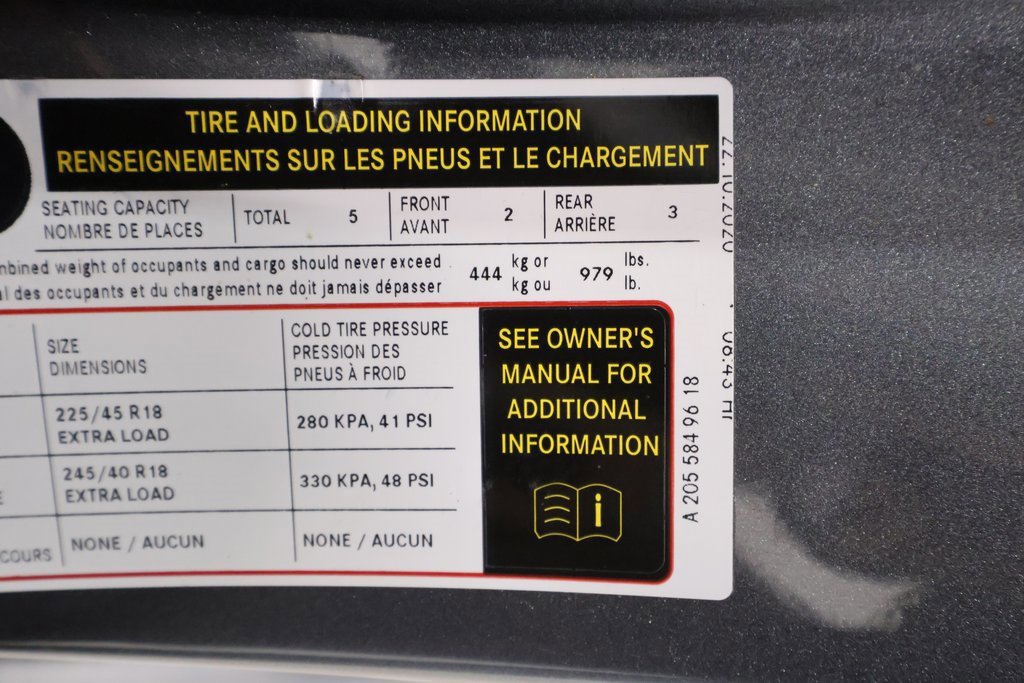 TIRE AND LOADING INFORMATION
RENSEIGNEMENTS SUR LES PNEUS ET LE CHARGEMENT
SEATING CAPACITY
NOMBRE DE PLACES
TOTAL 5
FRONT
AVANT
2
REAR
ARRIÈRE
3
nbined weight of occupants and cargo should never exceed
l des occupants et du chargement ne doit jamais dépasser
444
kg or
kg ou
979
lbs.
lb.
SIZE
DIMENSIONS
COLD TIRE PRESSURE
PRESSION DES
PNEUS À FROID
225/45 R18
EXTRA LOAD
280 KPA, 41 PSI
245/40 R18
EXTRA LOAD
330 KPA, 48 PSI
E
COURS
NONE / AUCUN
NONE / AUCUN
SEE OWNER'S
MANUAL FOR
ADDITIONAL
INFORMATION
i
A 205 584 96 18
22.10.2020